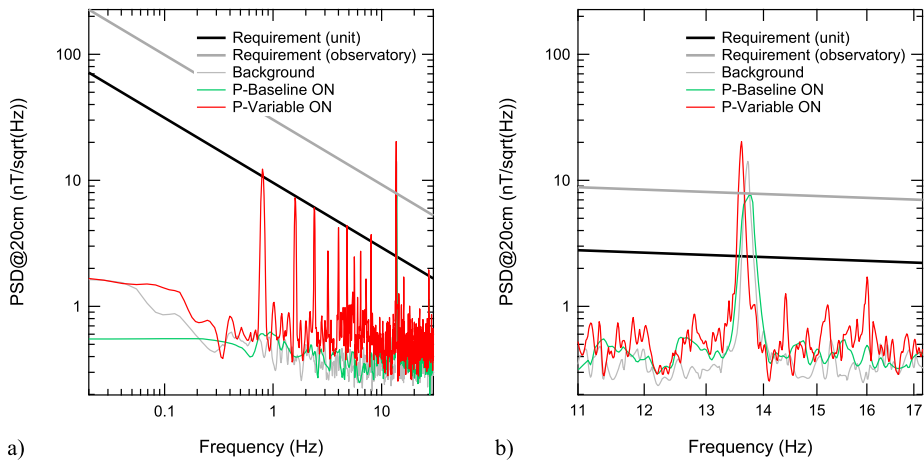 100
10
1
PSD@20cm (nT/sqrt(Hz))
Requirement (unit)
Requirement (observatory)
Background
P-Baseline ON
P-Variable ON
0.1
1
10
Frequency (Hz)
a)
100
10
1
PSD@20cm (nT/sqrt(Hz))
Requirement (unit)
Requirement (observatory)
Background
P-Baseline ON
P-Variable ON
11
12
13
14
15
16
17
Frequency (Hz)
b)